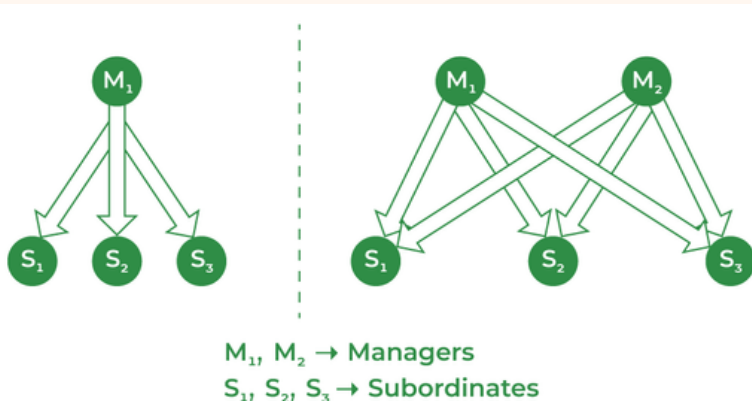 M₁
M₁ M₂
S₁ S₂ S₃
S₁ S₂ S₃
M₁, M₂ → Managers
S₁, S₂, S₃ → Subordinates